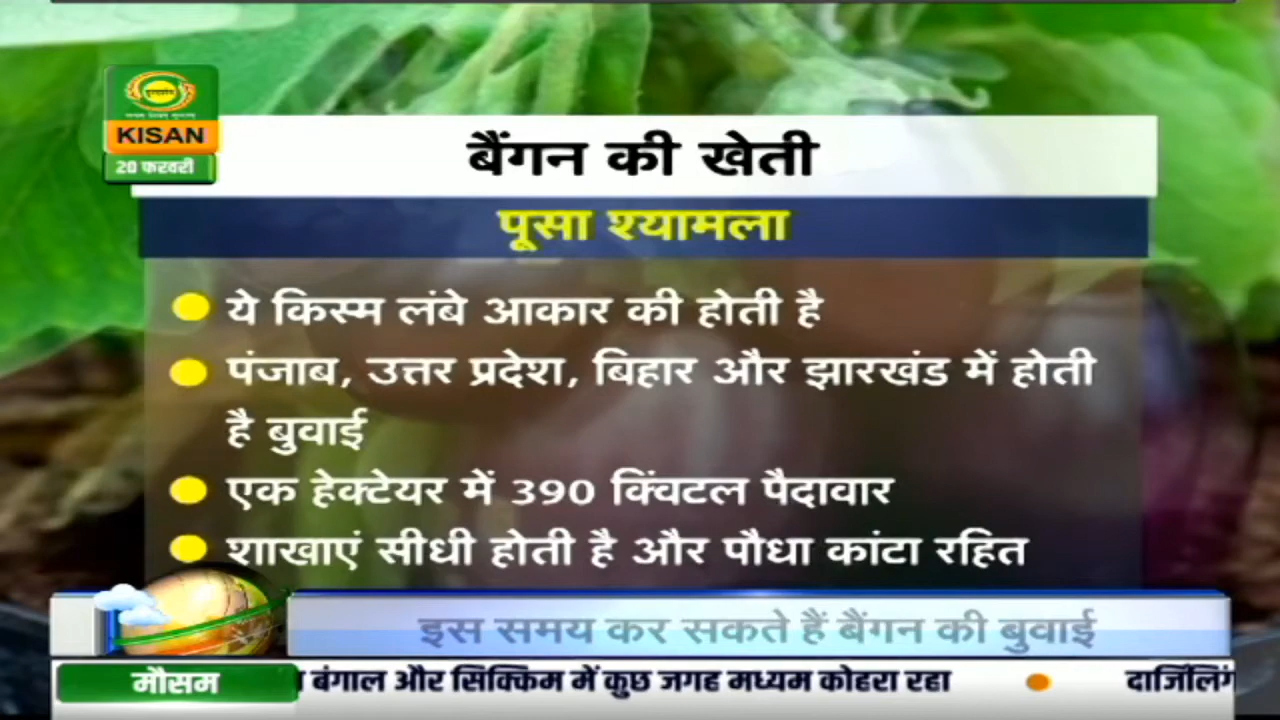 KISAN
20 फरवरी
बैंगन की खेती
पूसा श्यामला
ये किस्म लंबे आकार की होती है
पंजाब, उत्तर प्रदेश, बिहार और झारखंड में होती
है बुवाई
एक हेक्टेयर में 390 क्विंटल पैदावार
शाखाएं सीधी होती है और पौधा कांटा रहित
इस समय कर सकते हैं बैंगन की बुवाई
मौसम
बंगाल और सिक्किम में कुछ जगह मध्यम कोहरा रहा
दार्जिलिंग